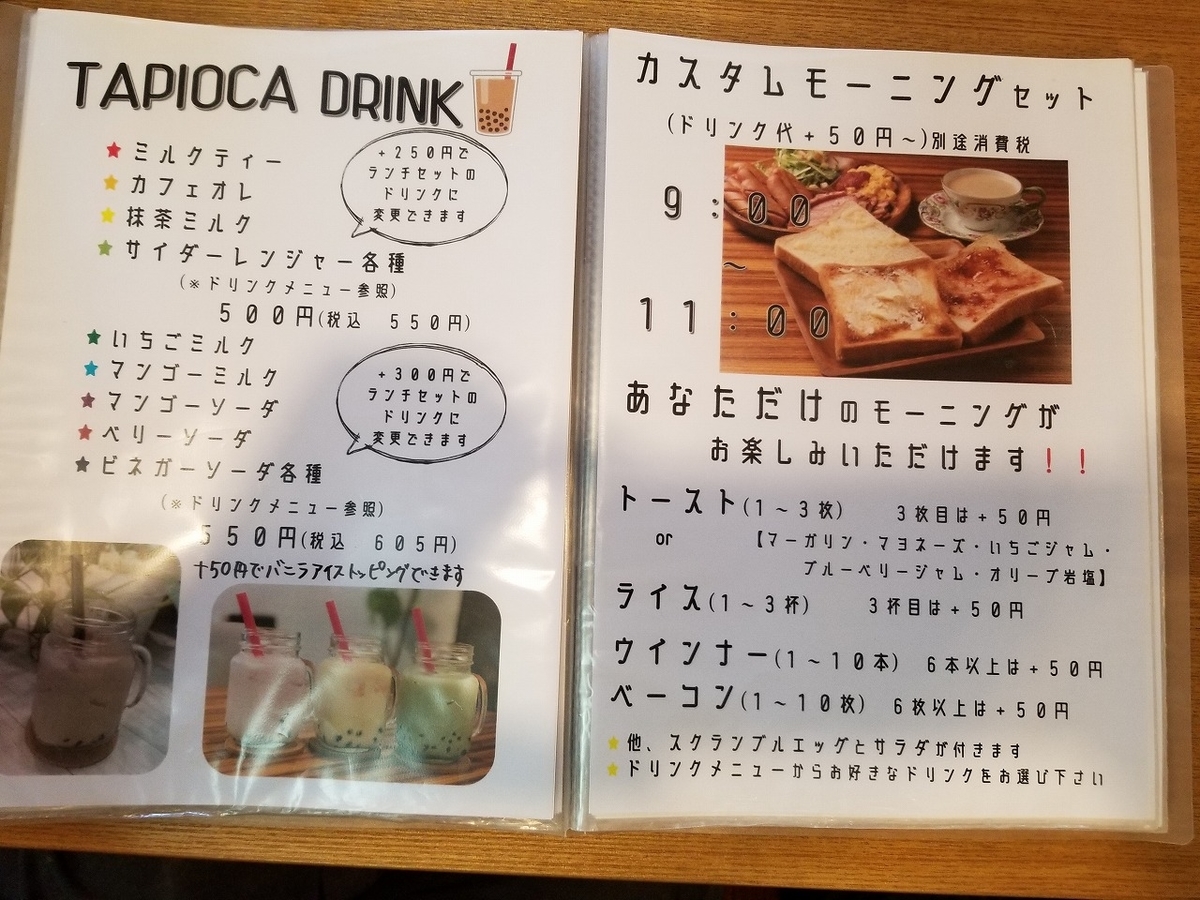 TAPIOCA DRINK
★ミルクティー
★カフェオレ
★抹茶ミルク
★サイダーレンジャー各種
(※ドリンクメニュー参照)
500円(税込 550円)
+250円で
ランチセットの
ドリンクに
変更できます
★いちごミルク
★マンゴーミルク
★マンゴーソーダ
★ベリーソーダ
★ビネガーソーダ各種
(※ドリンクメニュー参照)
550円(税込 605円)
+300円で
ランチセットの
ドリンクに
変更できます
+50円でバニラアイストッピングできます
カスタムモーニングセット
(ドリンク代+50円~)別途消費税
9:00
~
11:00
あなただけのモーニングが
お楽しみいただけます!!
トースト(1~3枚) 3枚目は+50円
or 【マーガリン・マヨネーズ・いちごジャム・
ブルーベリージャム・オリーブ岩塩】
ライス(1~3杯) 3杯目は+50円
ウインナー(1~10本) 6本以上は+50円
ベーコン(1~10枚) 6枚以上は+50円
★他、スクランブルエッグとサラダが付きます
★ドリンクメニューからお好きなドリンクをお選び下さい